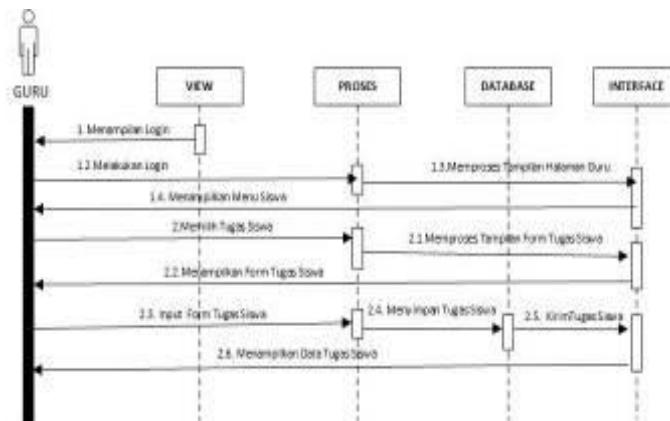 GURU
VIEW
PROSES
DATABASE
INTERFACE
1. Menampilan Login
1.2 Melakukan Login
1.3.Memproses Tampilan Halaman Guru
1.4. Menampilkan Menu Siswa
2.Memilih Tugas Siswa
2.1 Memproses Tampilan Form Tugas Siswa
2.2. Menampilkan Form Tugas Siswa
2.3. Input Form Tugas Siswa
2.4. Menyimpan Tugas Siswa
2.5. Kirim Tugas Siswa
2.6. Menampilkan Data Tugas Siswa